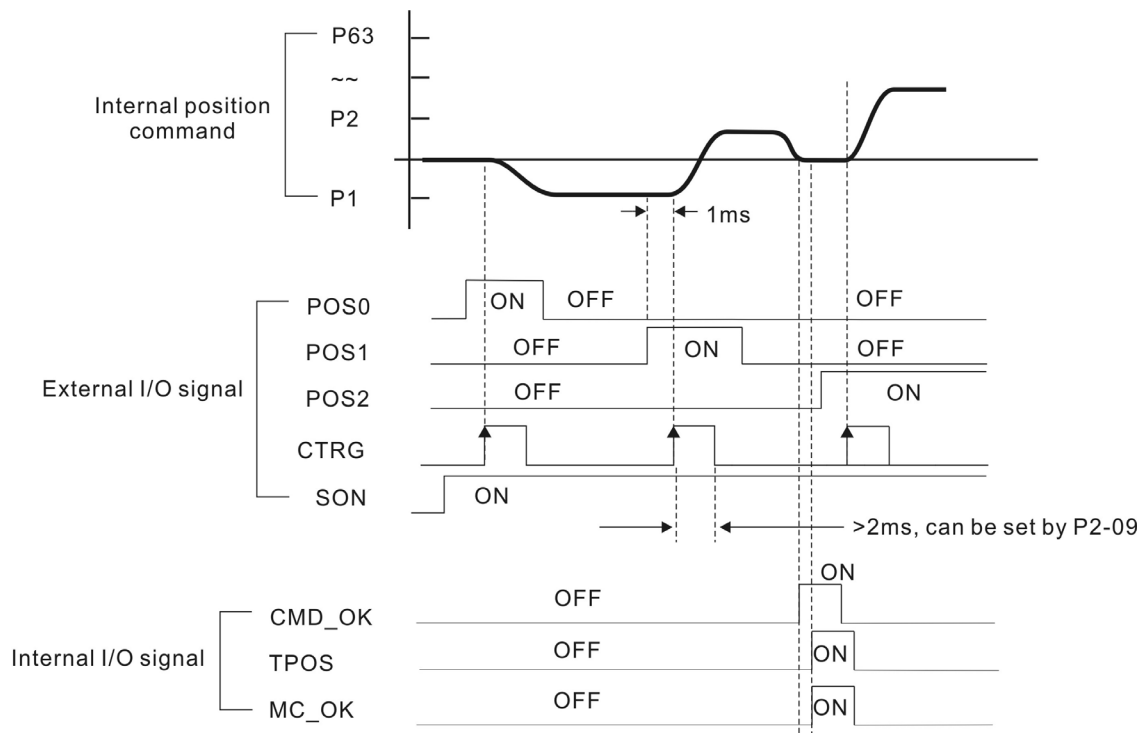 P63
~~
Internal position
command
P2
P1
1ms
POS0
ON
OFF
OFF
POS1
OFF
ON
OFF
External I/O signal
POS2
OFF
ON
CTRG
SON
ON
>2ms, can be set by P2-09
ON
CMD_OK
OFF
Internal I/O signal
TPOS
OFF
ON
MC_OK
OFF
ON